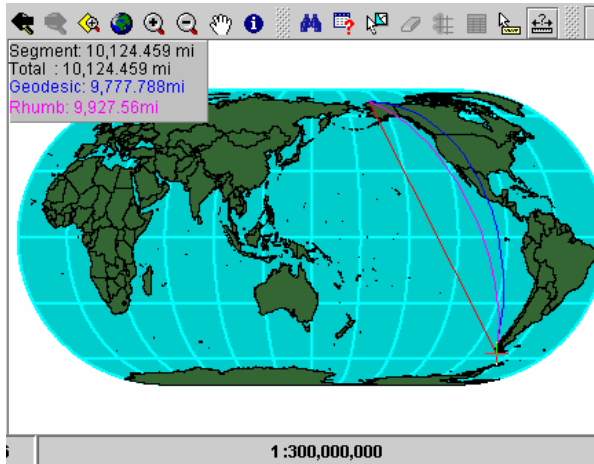 Segment: 10,124.459 mi
Total : 10,124.459 mi
Geodesic: 9,777.788mi
Rhumb: 9,927.56mi
1:300,000,000